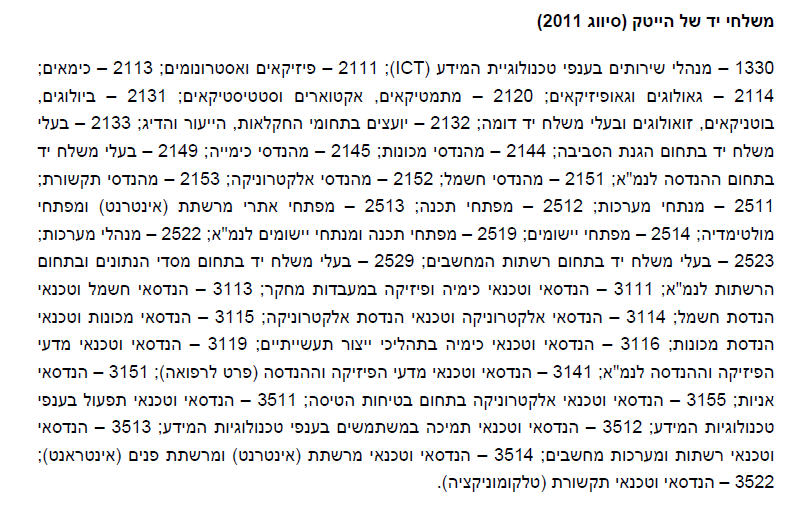 משלחי יד של הייטק (סיווג 2011)
1330 – מנהלי שירותים בענפי טכנולוגיית המידע (ICT); 2111 – פיזיקאים ואסטרונומים; 2113 – כימאים;
2114 – גאולוגים וגאופיזיקאים; 2120 – מתמטיקאים, אקטוארים וסטטיסטיקאים; 2131 – ביולוגים,
בוטניקאים, זואולוגים ובעלי משלח יד דומה; 2132 – יועצים בתחומי החקלאות, הייעור והדיג; 2133 – בעלי
משלח יד בתחום הגנת הסביבה; 2144 – מהנדסי מכונות; 2145 – מהנדסי כימייה; 2149 – בעלי משלח יד
בתחום ההנדסה לנמ"א; 2151 – מהנדסי חשמל; 2152 – מהנדסי אלקטרוניקה; 2153 – מהנדסי תקשורת;
2511 – מנתחי מערכות; 2512 – מפתחי תכנה; 2513 – מפתחי אתרי מרשתת (אינטרנט) ומפתחי
מולטימדיה; 2514 – מפתחי יישומים; 2519 – מפתחי תכנה ומנתחי יישומים לנמ"א; 2522 – מנהלי מערכות;
2523 – בעלי משלח יד בתחום רשתות המחשבים; 2529 – בעלי משלח יד בתחום מסדי הנתונים ובתחום
הרשתות לנמ"א; 3111 – הנדסאי וטכנאי כימיה ופיזיקה במעבדות מחקר; 3113 – הנדסאי חשמל וטכנאי
הנדסת חשמל; 3114 – הנדסאי אלקטרוניקה וטכנאי הנדסת אלקטרוניקה; 3115 – הנדסאי מכונות וטכנאי
הנדסת מכונות; 3116 – הנדסאי וטכנאי כימיה בתהליכי ייצור תעשייתיים; 3119 – הנדסאי וטכנאי מדעי
הפיזיקה וההנדסה לנמ"א; 3141 – הנדסאי וטכנאי מדעי הפיזיקה וההנדסה (פרט לרפואה); 3151 – הנדסאי
אניות; 3155 – הנדסאי וטכנאי אלקטרוניקה בתחום בטיחות הטיסה; 3511 – הנדסאי וטכנאי תפעול בענפי
טכנולוגיות המידע; 3512 – הנדסאי וטכנאי תמיכה במשתמשים בענפי טכנולוגיות המידע; 3513 – הנדסאי
וטכנאי רשתות ומערכות מחשבים; 3514 – הנדסאי וטכנאי מרשתת (אינטרנט) ומרשתת פנים (אינטראנט);
3522 – הנדסאי וטכנאי תקשורת (טלקומוניקציה).